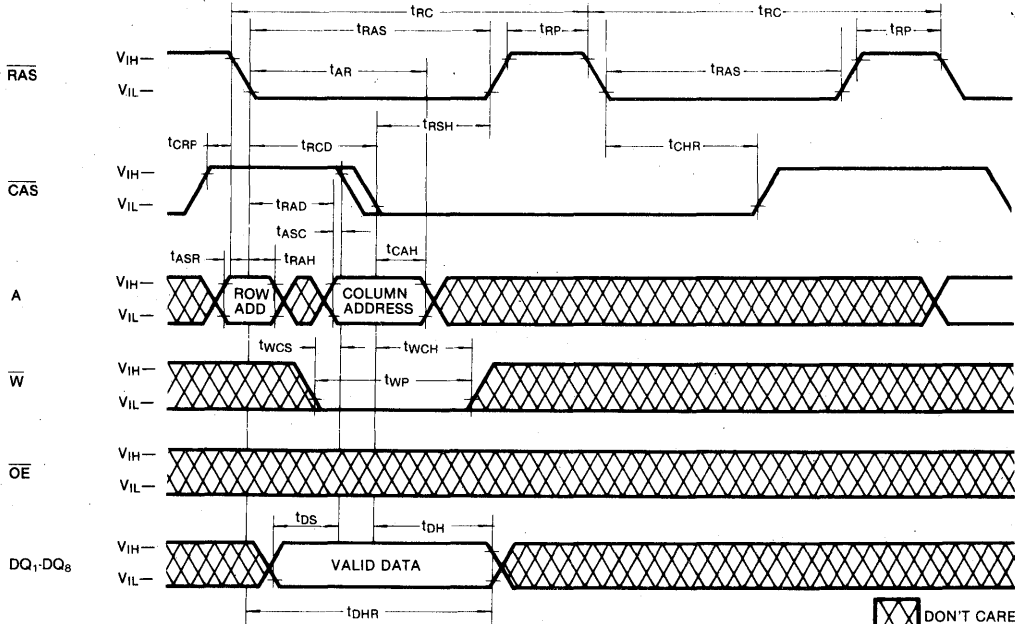 tRC tRC
tRAS tRP tRP
VIH
tAR tRAS
RAS
VIL
tRSH
tCRP tRCD tCHR
VIH
CAS
VIL
tRAD
tASC
tASR tRAH tCAH
VIH
A ROW ADD COLUMN ADDRESS
VIL
tWCS tWCH
VIH
tWP
W
VIL
VIH
OE
VIL
tDS tDH
VIH
DQ1-DQ8 VALID DATA
VIL
tDHR
DON'T CARE